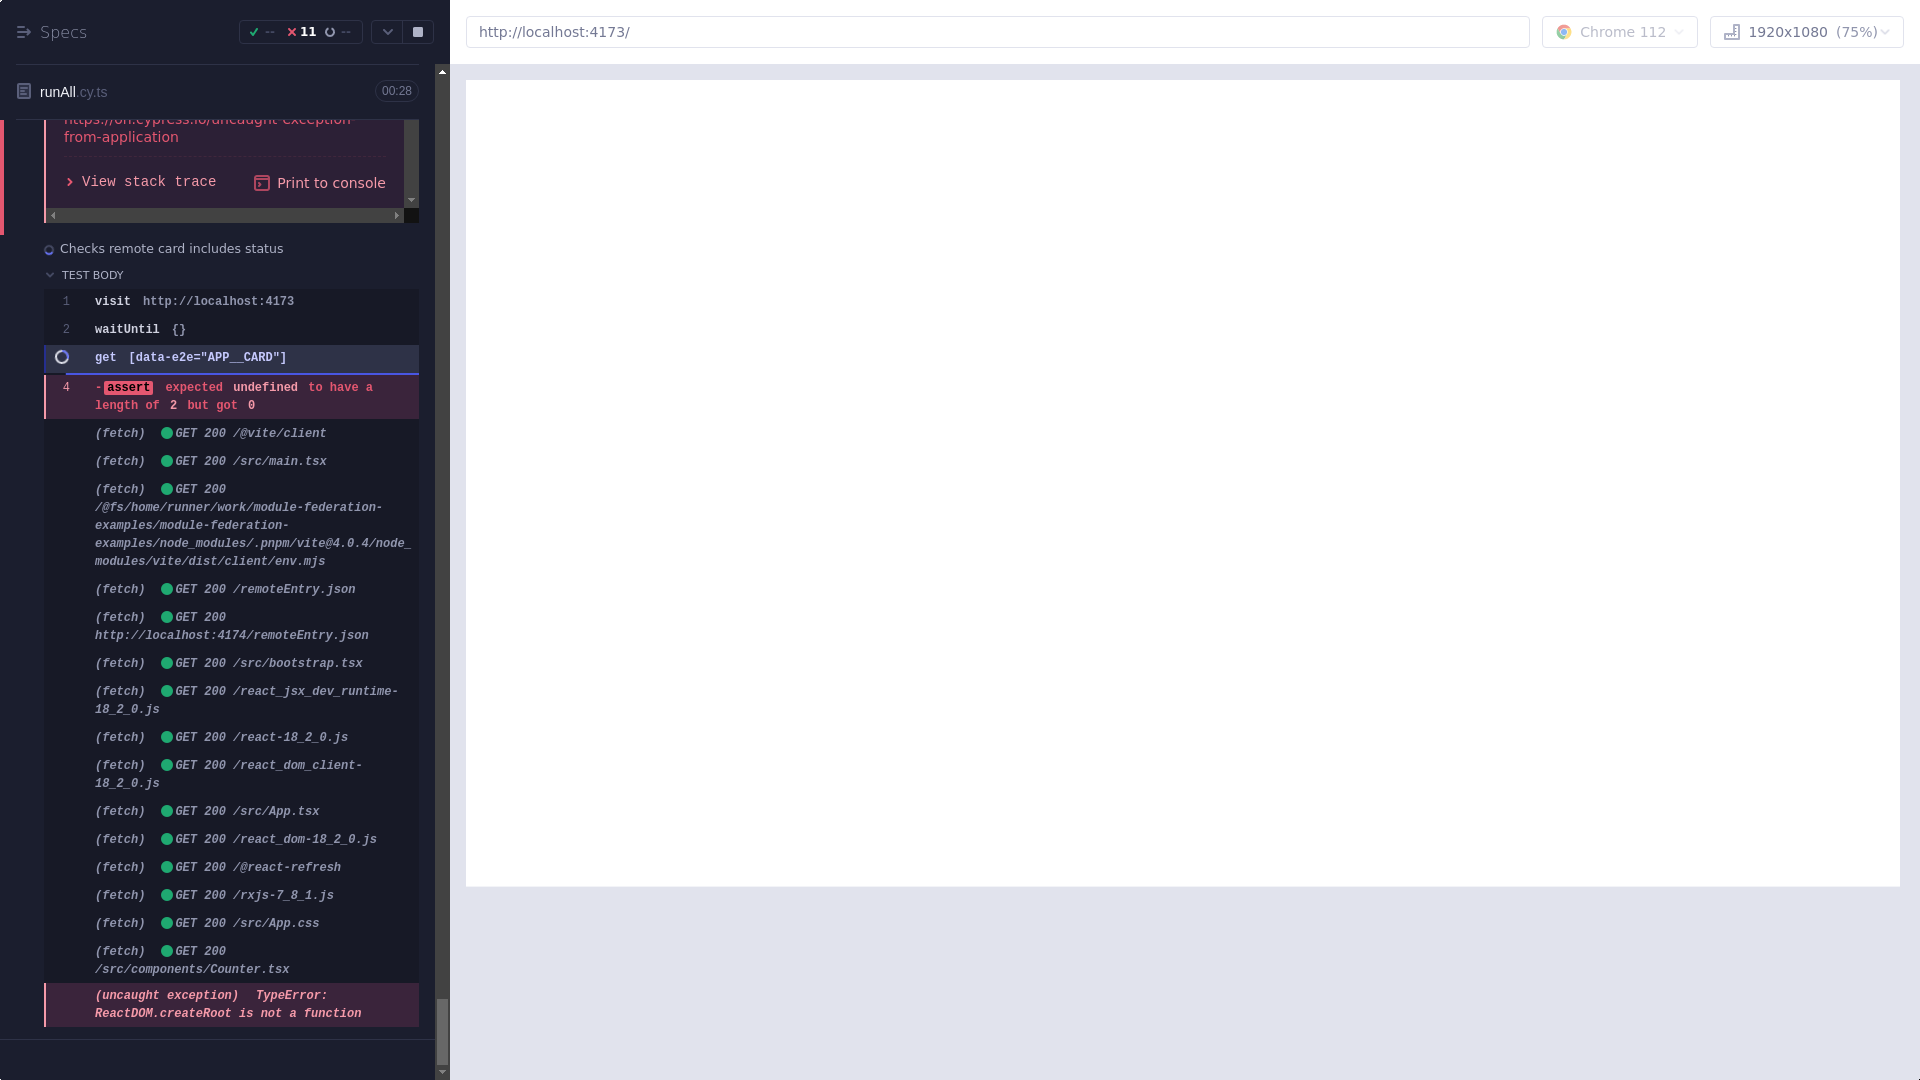 Specs
-- 11 --
http://localhost:4173/
Chrome 112
1920x1080 (75%)
runAll.cy.ts
00:28
https://on.cypress.io/uncaught-exception-
from-application
View stack trace
Print to console
Checks remote card includes status
TEST BODY
1 visit http://localhost:4173
2 waitUntil {}
get [data-e2e="APP__CARD"]
4 -assert expected undefined to have a
length of 2 but got 0
(fetch) GET 200 /@vite/client
(fetch) GET 200 /src/main.tsx
(fetch) GET 200
/@fs/home/runner/work/module-federation-
examples/module-federation-
examples/node_modules/.pnpm/vite@4.0.4/node_
modules/vite/dist/client/env.mjs
(fetch) GET 200 /remoteEntry.json
(fetch) GET 200
http://localhost:4174/remoteEntry.json
(fetch) GET 200 /src/bootstrap.tsx
(fetch) GET 200 /react_jsx_dev_runtime-
18_2_0.js
(fetch) GET 200 /react-18_2_0.js
(fetch) GET 200 /react_dom_client-
18_2_0.js
(fetch) GET 200 /src/App.tsx
(fetch) GET 200 /react_dom-18_2_0.js
(fetch) GET 200 /@react-refresh
(fetch) GET 200 /rxjs-7_8_1.js
(fetch) GET 200 /src/App.css
(fetch) GET 200
/src/components/Counter.tsx
(uncaught exception) TypeError:
ReactDOM.createRoot is not a function